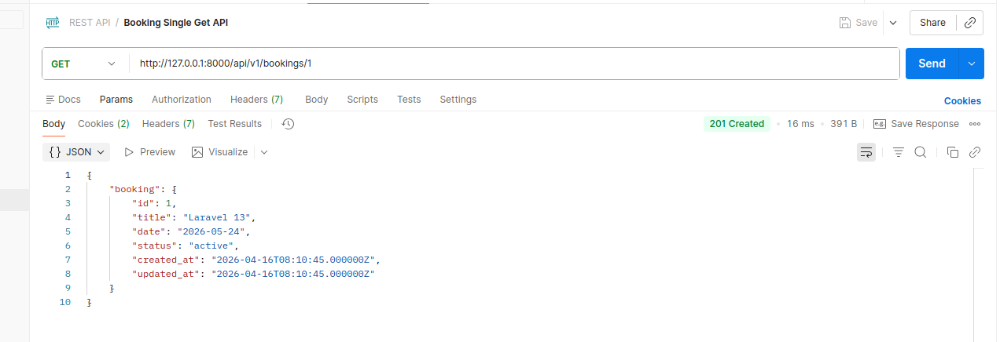 HTTP REST API / Booking Single Get API Save Share
GET http://127.0.0.1:8000/api/v1/bookings/1 Send
Docs Params Authorization Headers (7) Body Scripts Tests Settings Cookies
Body Cookies (2) Headers (7) Test Results 201 Created • 16 ms • 391 B e.g. Save Response
{ } JSON Preview Visualize
1 {
2 "booking": {
3 "id": 1,
4 "title": "Laravel 13",
5 "date": "2026-05-24",
6 "status": "active",
7 "created_at": "2026-04-16T08:10:45.000000Z",
8 "updated_at": "2026-04-16T08:10:45.000000Z"
9 }
10 }